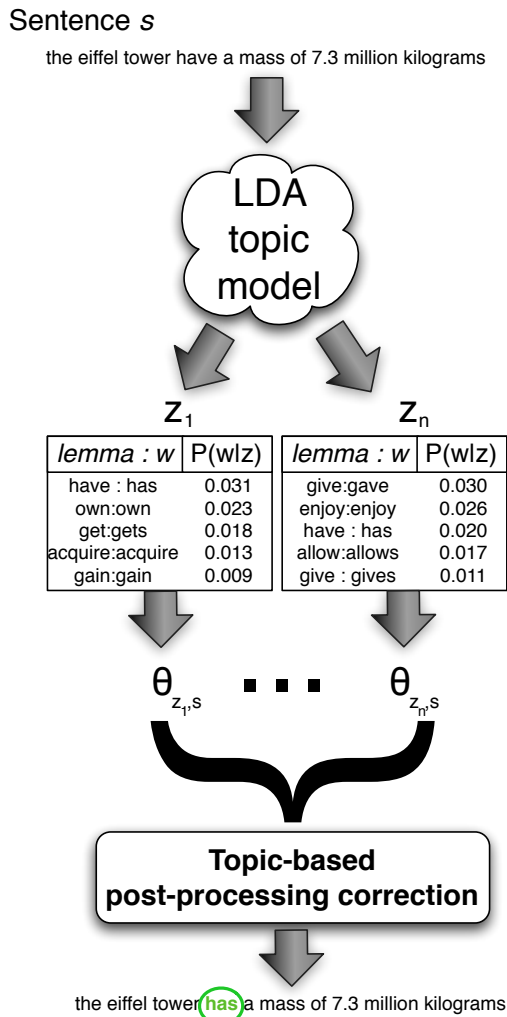 Sentence s
the eiffel tower have a mass of 7.3 million kilograms
LDA
topic
model
z₁
zₙ
lemma : w P(w|z)
have : has 0.031
own:own 0.023
get:gets 0.018
acquire:acquire 0.013
gain:gain 0.009
lemma : w P(w|z)
give:gave 0.030
enjoy:enjoy 0.026
have : has 0.020
allow:allows 0.017
give : gives 0.011
θ z₁,s ... θ zₙ,s
Topic-based
post-processing correction
the eiffel tower has a mass of 7.3 million kilograms